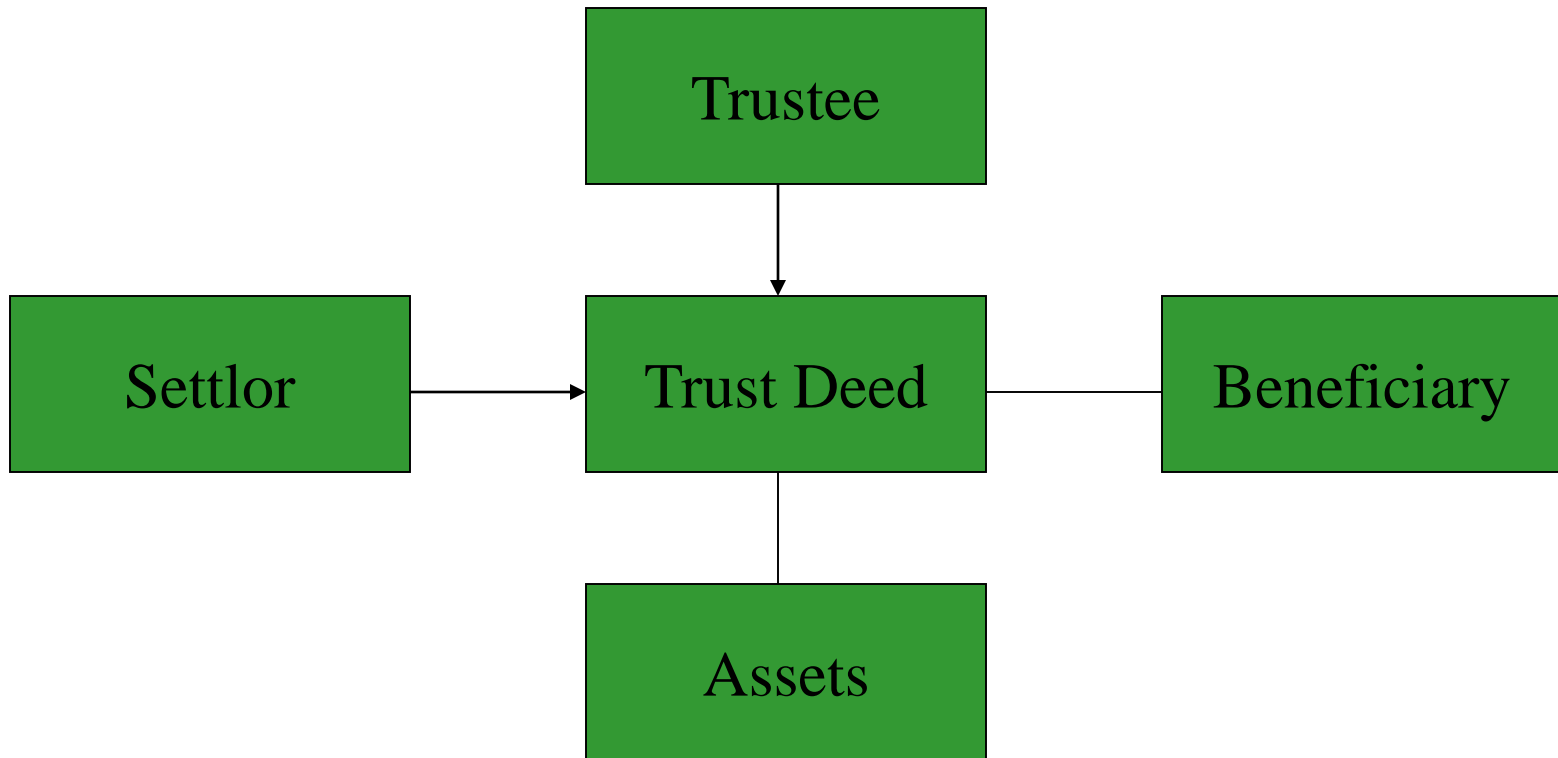 Trustee
Settlor
Trust Deed
Beneficiary
Assets